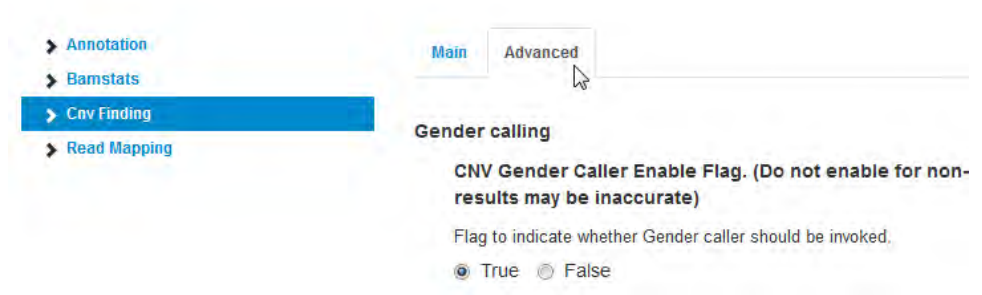 Annotation
Bamstats
Cnv Finding
Read Mapping
Main
Advanced
Gender calling
CNV Gender Caller Enable Flag. (Do not enable for non-
results may be inaccurate)
Flag to indicate whether Gender caller should be invoked.
True False